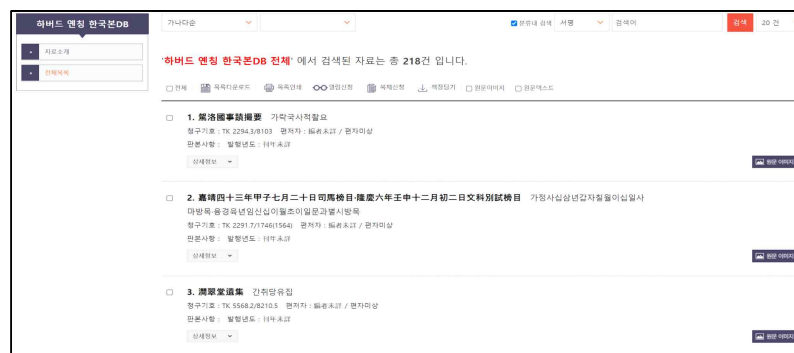 하버드 옌칭 한국본DB
자료소개
전체목록
가나다순
분류내 검색 서명 검색어 검색 20 건
'하버드 옌칭 한국본DB 전체' 에서 검색된 자료는 총 218건 입니다.
전체 목록다운로드 목록인쇄 열람신청 복제신청 책장담기 원문이미지 원문텍스트
1. 駕洛國事蹟撮要 가락국사적촬요
청구기호 : TK 2294.3/8103 편저자 : 編者未詳 / 편자미상
판본사항 : 발행년도 : 刊年未詳
상세정보
원문 이미지
2. 嘉靖四十三年甲子七月二十日司馬榜目·隆慶六年壬申十二月初二日文科別試榜目 가정사십삼년갑자칠월이십일사
마방목·융경육년임신십이월초이일문과별시방목
청구기호 : TK 2291.7/1746(1564) 편저자 : 編者未詳 / 편자미상
판본사항 : 발행년도 : 刊年未詳
상세정보
원문 이미지
3. 澗翠堂遺集 간취당유집
청구기호 : TK 5568.2/8210.5 편저자 : 編者未詳 / 편자미상
판본사항 : 발행년도 : 刊年未詳
상세정보
원문 이미지